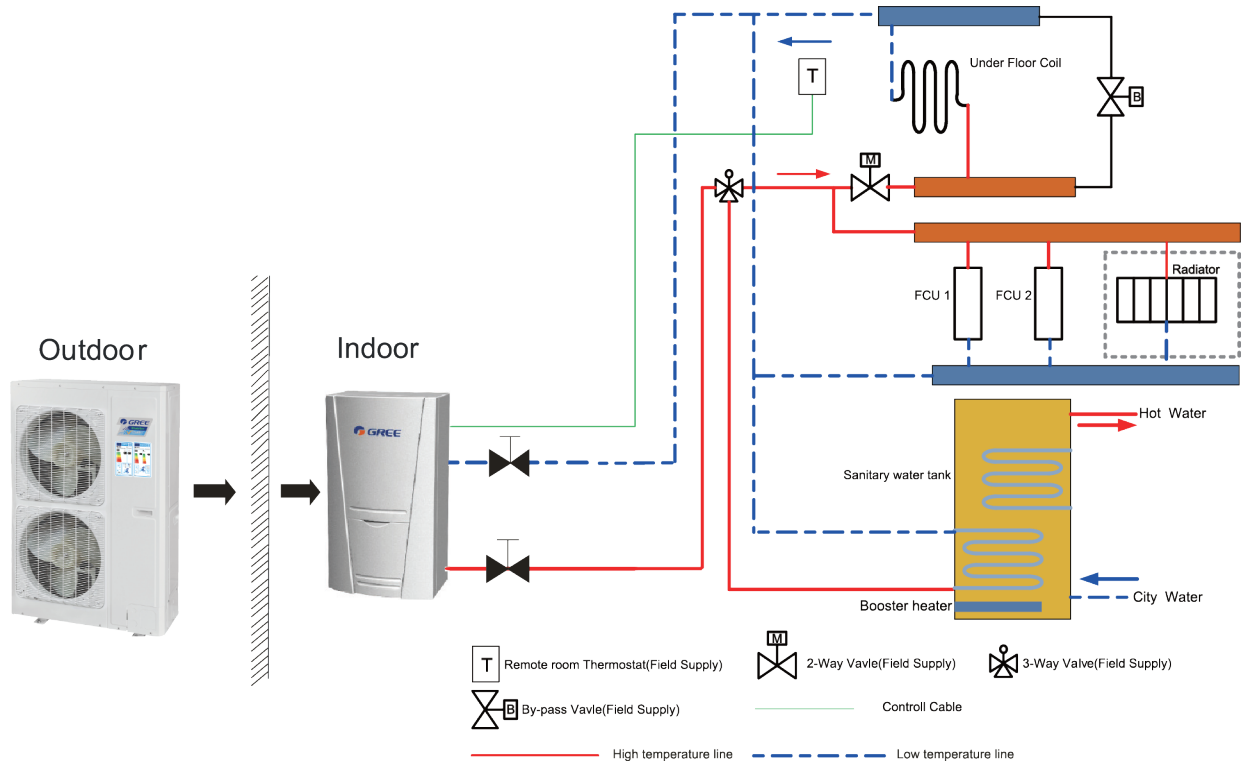 Under Floor Coil
B
T
M
Radiator
FCU 1
FCU 2
Outdoor
Indoor
GREE
GREE
Hot Water
Sanitary water tank
Booster heater
City Water
T
Remote room Thermostat(Field Supply)
M
2-Way Vavle(Field Supply)
3-Way Valve(Field Supply)
B
By-pass Vavle(Field Supply)
Controll Cable
High temperature line
Low temperature line